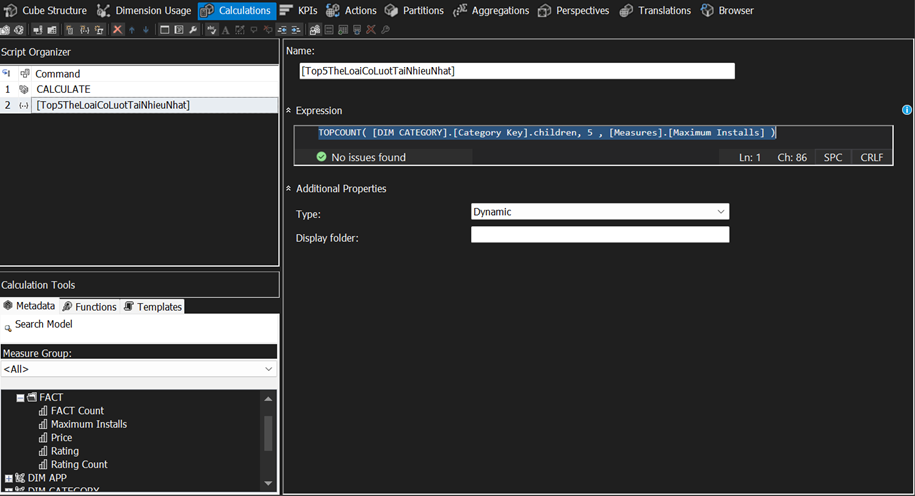 Cube Structure Dimension Usage Calculations KPIs Actions Partitions Aggregations Perspectives Translations Browser
Script Organizer
Command
1 CALCULATE
2 [Top5TheLoaiCoLuotTaiNhieuNhat]
Calculation Tools
Metadata Functions Templates
Search Model
Measure Group:
<All>
FACT
FACT Count
Maximum Installs
Price
Rating
Rating Count
DIM APP
DIM CATEGORY
Name:
[Top5TheLoaiCoLuotTaiNhieuNhat]
Expression
TOPCOUNT( [DIM CATEGORY].[Category Key].children, 5 , [Measures].[Maximum Installs] )
No issues found Ln: 1 Ch: 86 SPC CRLF
Additional Properties
Type: Dynamic
Display folder: